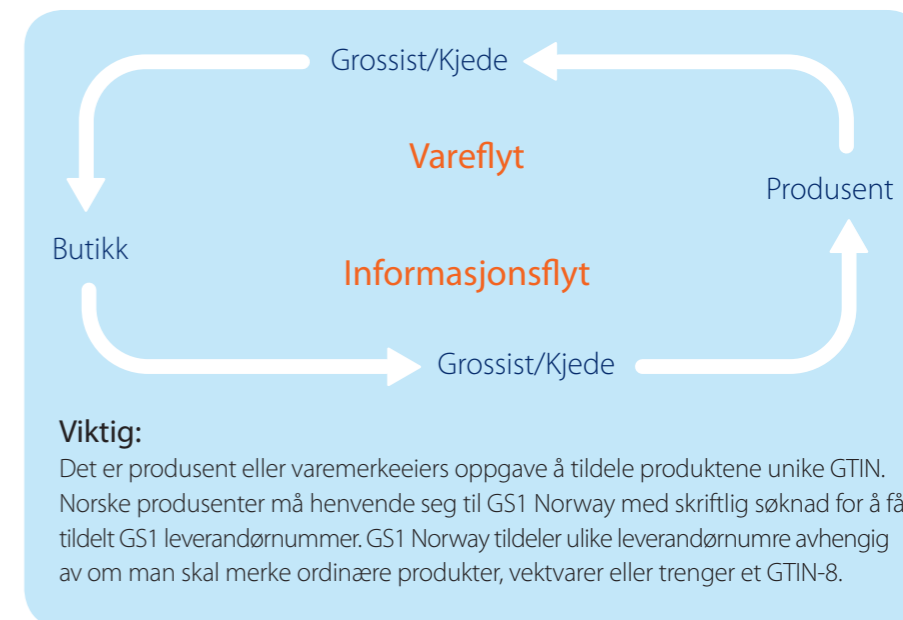 Grossist/Kjede
Vareflyt
Produsent
Butikk
Informasjonsflyt
Grossist/Kjede
Viktig:
Det er produsent eller varemerkeeiers oppgave å tildele produktene unike GTIN.
Norske produsenter må henvende seg til GS1 Norway med skriftlig søknad for å få
tildelt GS1 leverandørnummer. GS1 Norway tildeler ulike leverandørnumre avhengig
av om man skal merke ordinære produkter, vektvarer eller trenger et GTIN-8.